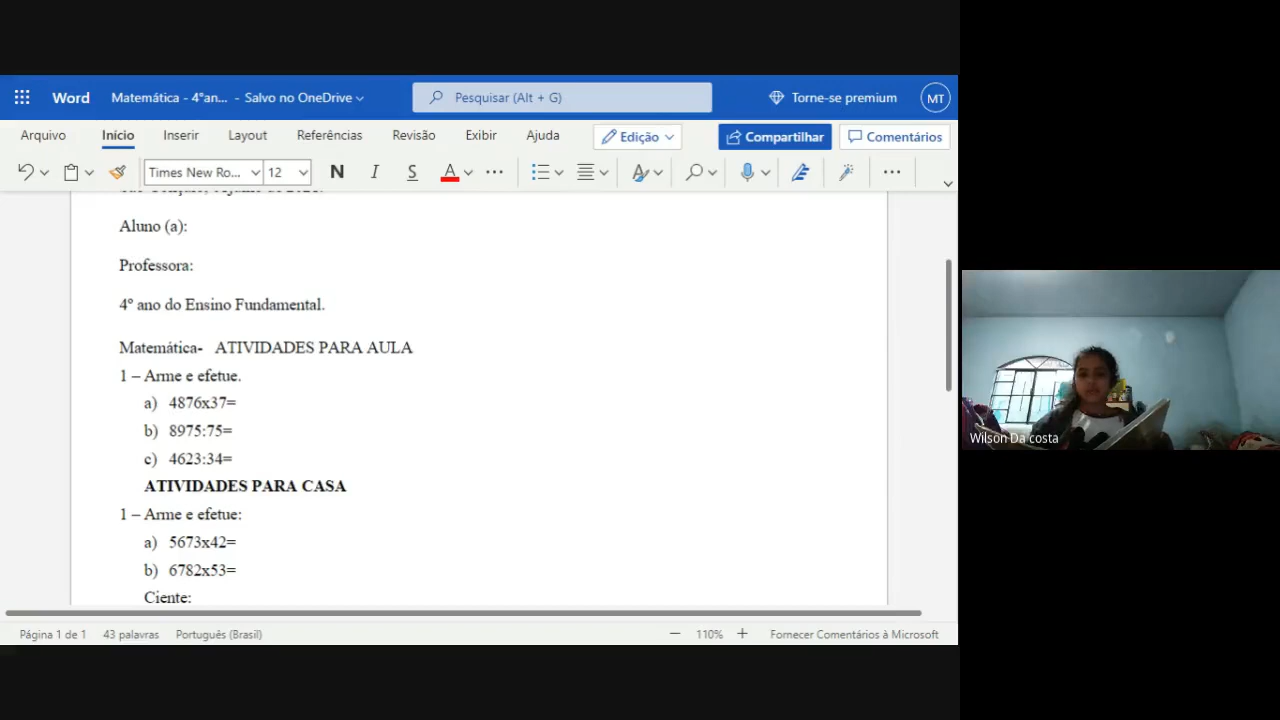 Word Matemática - 4°an... - Salvo no OneDrive Pesquisar (Alt + G) Torne-se premium MT
Arquivo Início Inserir Layout Referências Revisão Exibir Ajuda Edição Compartilhar Comentários
Times New Ro... 12 N I S A ... ...
Aluno (a):
Professora:
4º ano do Ensino Fundamental.
Matemática- ATIVIDADES PARA AULA
1 – Arme e efetue.
a) 4876x37=
b) 8975:75=
c) 4623:34=
ATIVIDADES PARA CASA
1 – Arme e efetue:
a) 5673x42=
b) 6782x53=
Ciente:
Página 1 de 1 43 palavras Português (Brasil) 110% Fornecer Comentários à Microsoft
Wilson Da costa